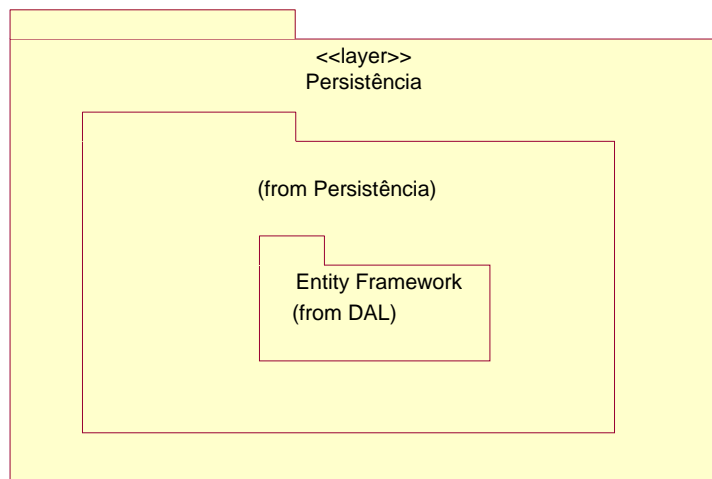 <<layer>>
Persistência
(from Persistência)
Entity Framework
(from DAL)